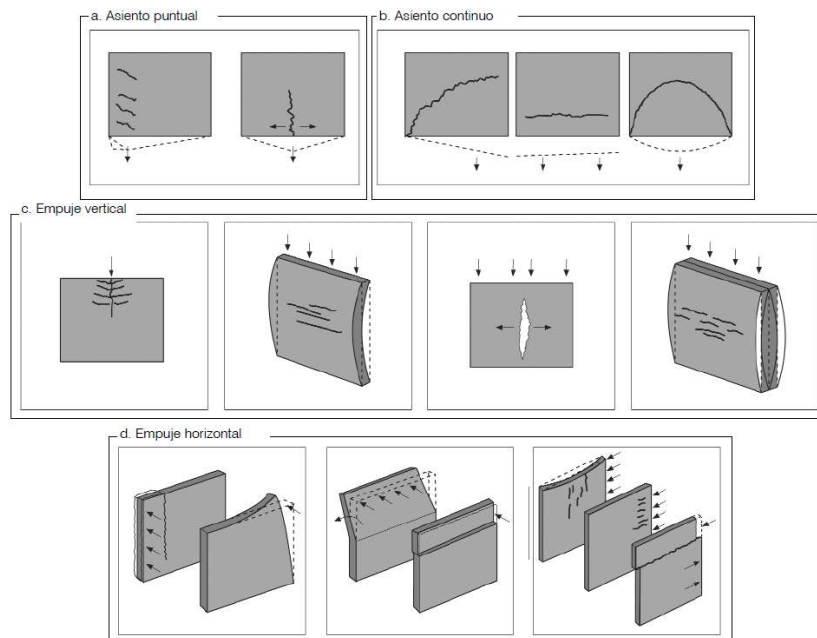 a. Asiento puntual
b. Asiento continuo
c. Empuje vertical
d. Empuje horizontal